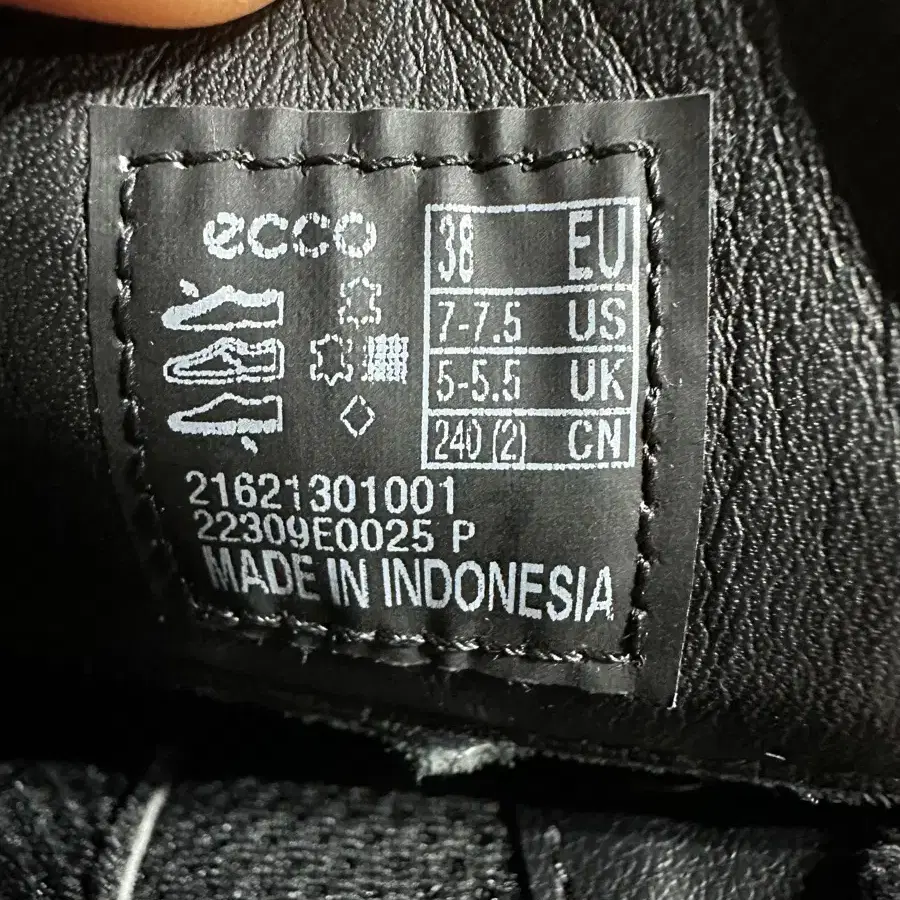 ecco
38 EU
7-7.5 US
5-5.5 UK
240 (2) CN
21621301001
22309E0025 P
MADE IN INDONESIA